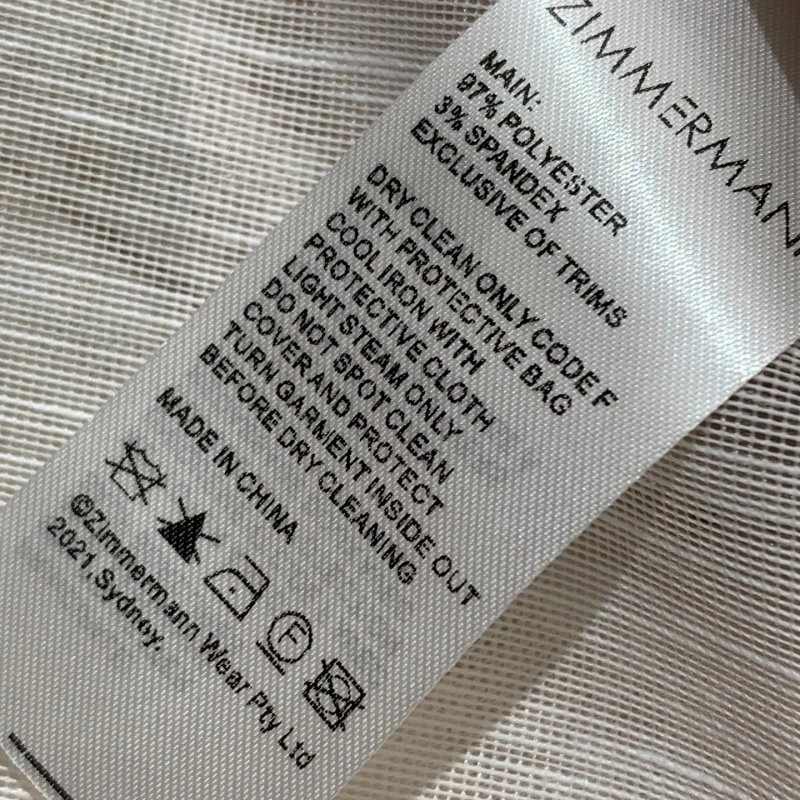 ZIMMERMANN
MAIN:
97% POLYESTER
3% SPANDEX
EXCLUSIVE OF TRIMS
DRY CLEAN ONLY CODE F
WITH PROTECTIVE BAG
COOL IRON WITH
PROTECTIVE CLOTH
LIGHT STEAM ONLY
DO NOT SPOT CLEAN
COVER AND PROTECT
TURN GARMENT INSIDE OUT
BEFORE DRY CLEANING
MADE IN CHINA
F
©Zimmermann Wear Pty Ltd
2021,Sydney.